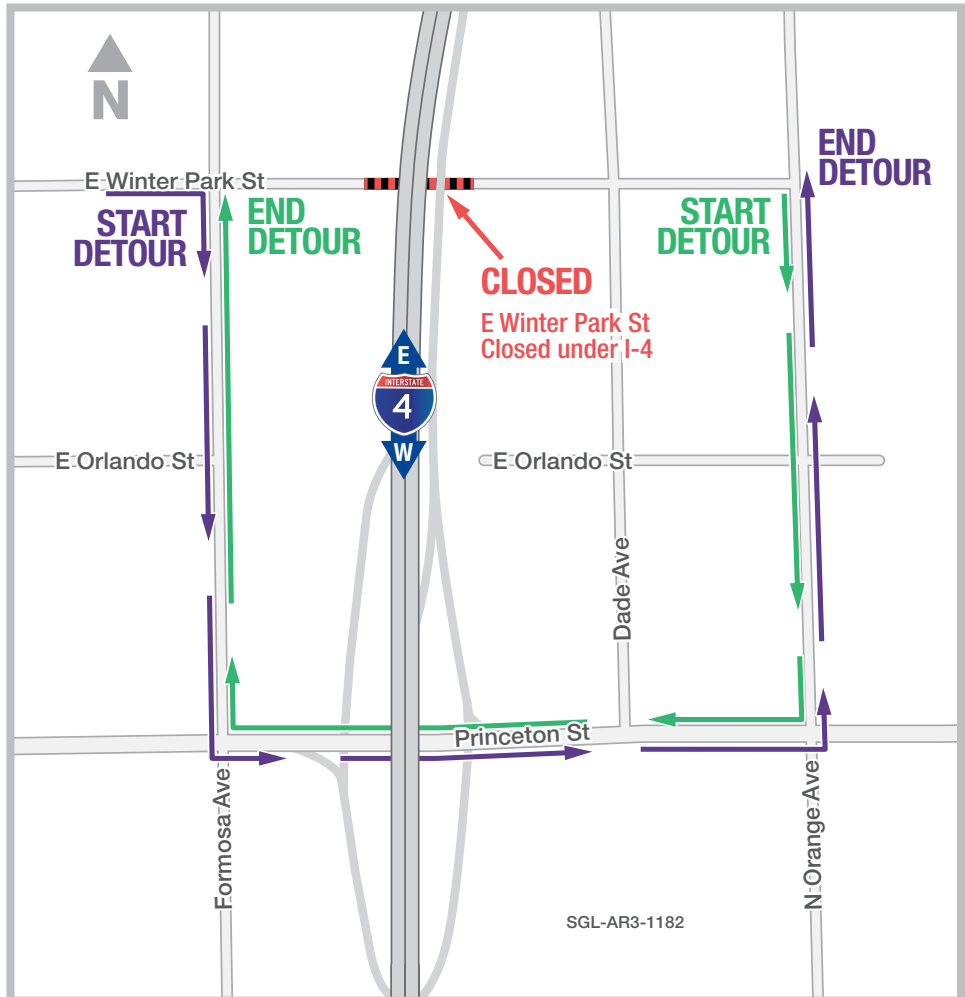 N
E Winter Park St
START
DETOUR
END
DETOUR
START
DETOUR
END
DETOUR
CLOSED
E Winter Park St
Closed under I-4
E
INTERSTATE
4
W
E Orlando St
E Orlando St
Dade Ave
Princeton St
Formosa Ave
N Orange Ave
SGL-AR3-1182